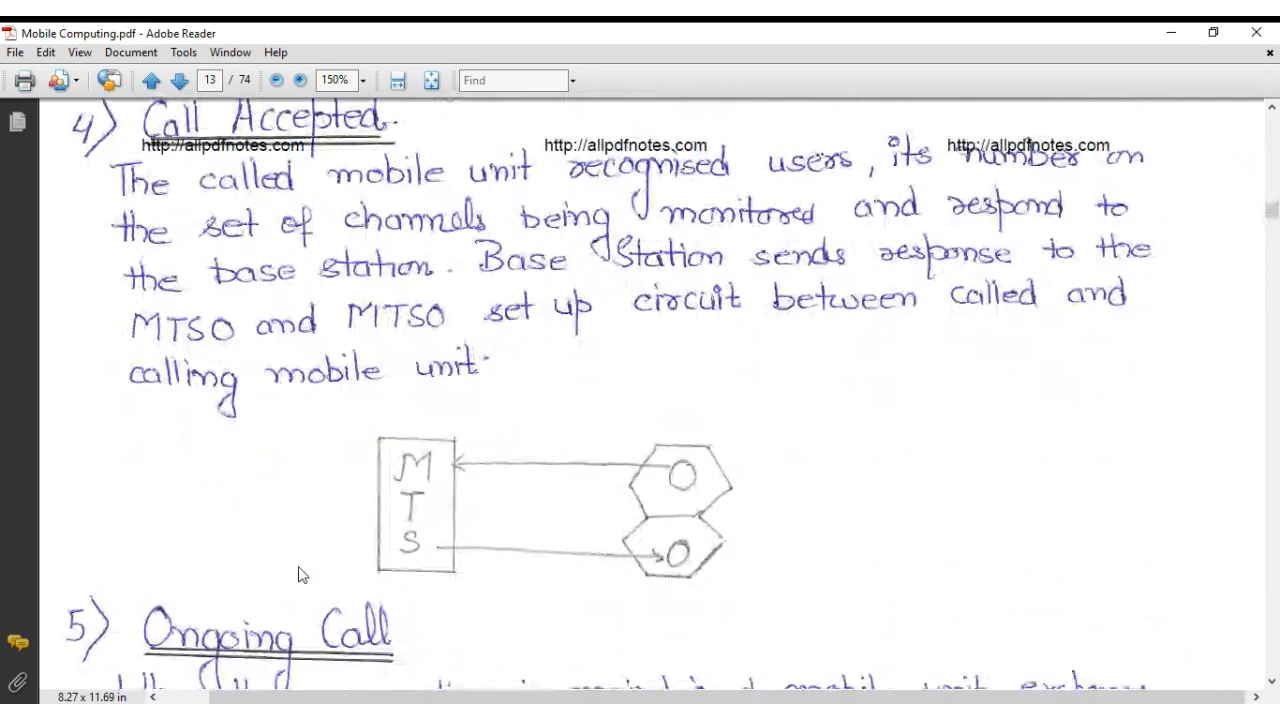 Mobile Computing.pdf - Adobe Reader
File Edit View Document Tools Window Help
13 / 74 150% Find
4) Call Accepted.
http://allpdfnotes.com http://allpdfnotes.com http://allpdfnotes.com
The called mobile unit recognised users, its number on
the set of channels being monitored and respond to
the base station. Base Station sends response to the
MTSO and MTSO set up circuit between called and
calling mobile unit.
M
T
S
5) Ongoing Call
mobile unit exchange
8.27 x 11.69 in